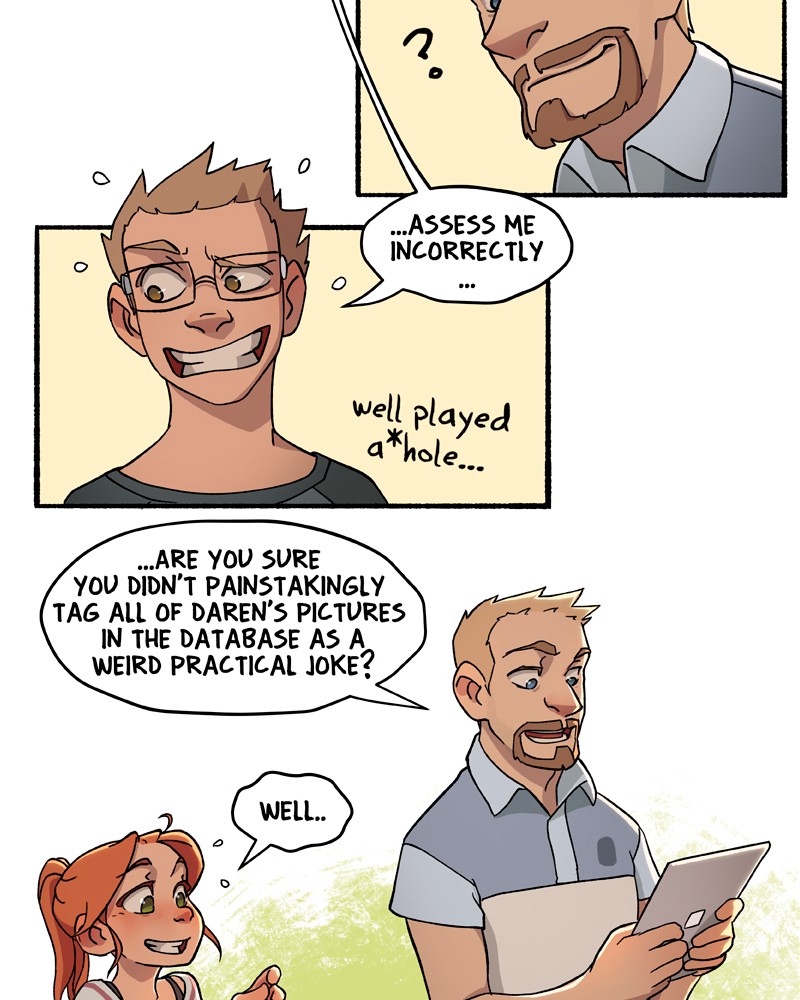 ?
...ASSESS ME
INCORRECTLY
...
well played
a*hole...
...ARE YOU SURE
YOU DIDN'T PAINSTAKINGLY
TAG ALL OF DAREN'S PICTURES
IN THE DATABASE AS A
WEIRD PRACTICAL JOKE?
WELL..